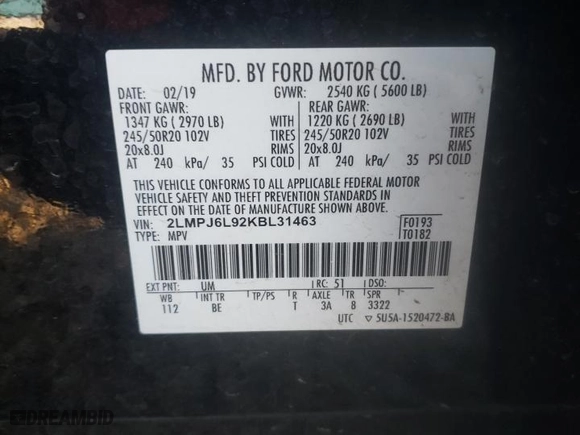 MFD. BY FORD MOTOR CO.
DATE: 02/19 GVWR: 2540 KG ( 5600 LB)
FRONT GAWR: REAR GAWR:
1347 KG ( 2970 LB) WITH 1220 KG ( 2690 LB) WITH
245/50R20 102V TIRES 245/50R20 102V TIRES
20x8.0J RIMS 20x8.0J RIMS
AT 240 kPa/ 35 PSI COLD AT 240 kPa/ 35 PSI COLD
THIS VEHICLE CONFORMS TO ALL APPLICABLE FEDERAL MOTOR
VEHICLE SAFETY AND THEFT PREVENTION STANDARDS IN
EFFECT ON THE DATE OF MANUFACTURE SHOWN ABOVE.
VIN: 2LMPJ6L92KBL31463 F0193
TYPE: MPV T0182
EXT PNT: UM RC: 51 DSO:
WB INT TR TP/PS R AXLE TR SPR
112 BE T 3A 8 3322
UTC ▽ 5U5A-1520472-BA
DREAMBID